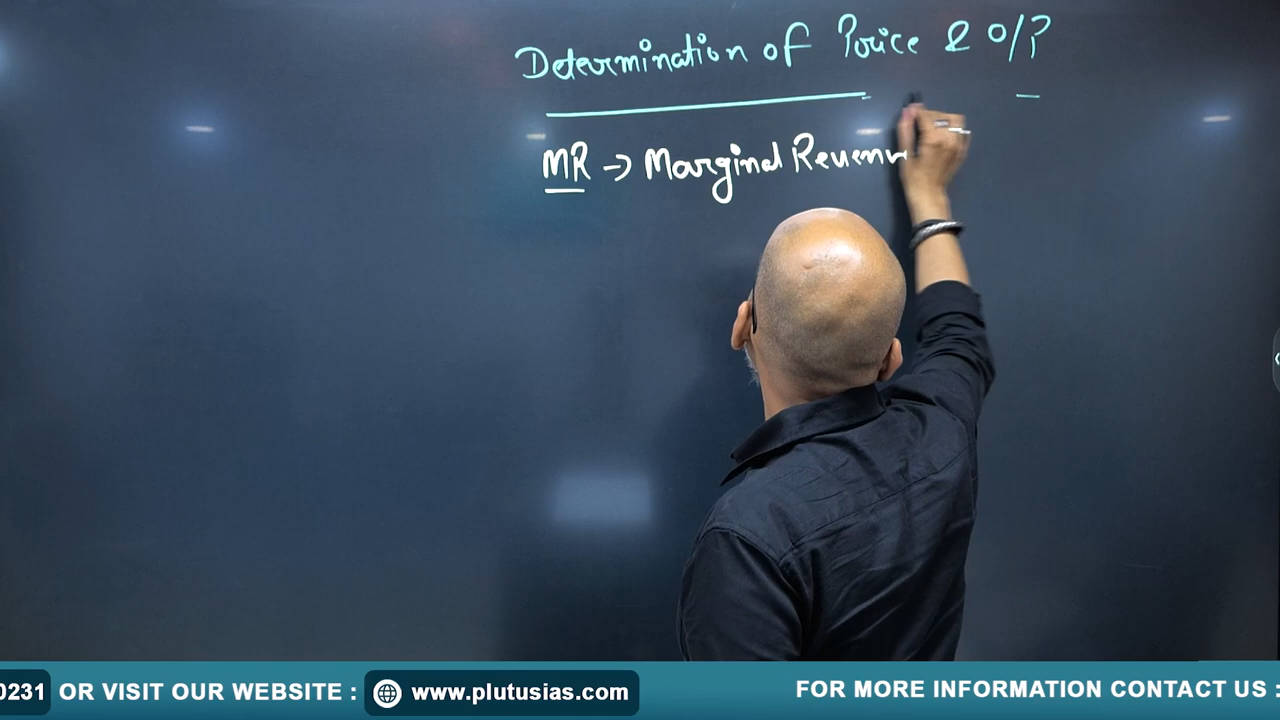 Determination of Price & O/P
MR → Marginal Revenu
0231 OR VISIT OUR WEBSITE : www.plutusias.com FOR MORE INFORMATION CONTACT US :